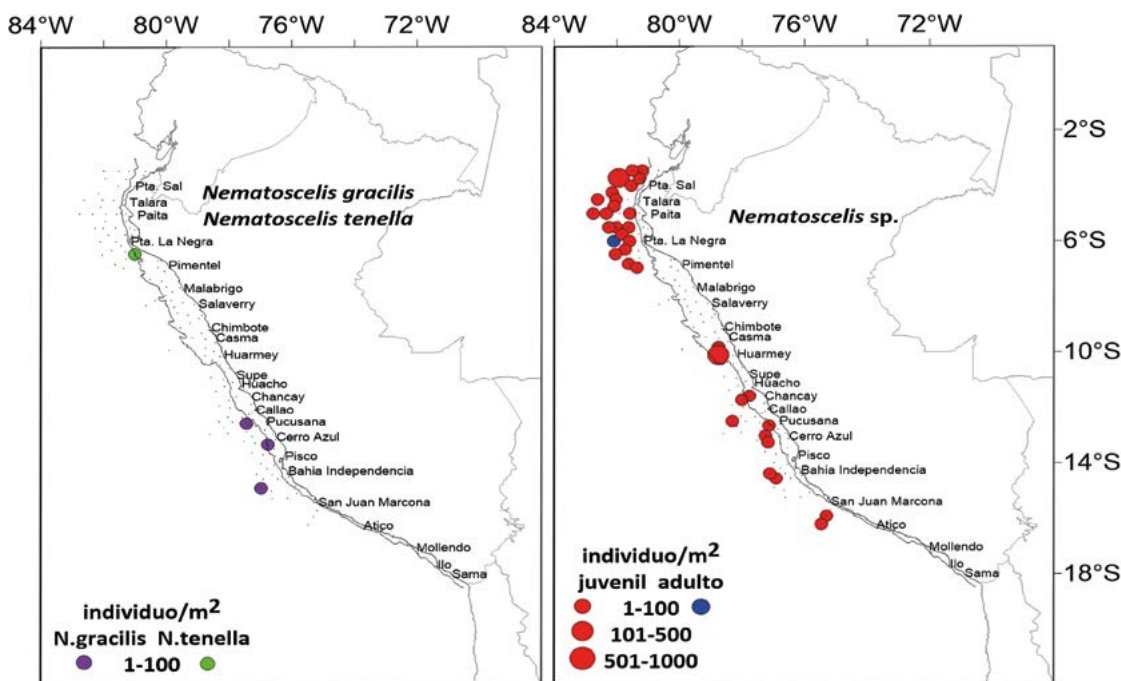 84°W 80°W 76°W 72°W
Nematoscelis gracilis
Nematoscelis tenella
Pta. Sal
Talara
Paita
Pta. La Negra
Pimentel
Malabrigo
Salaverry
Chimbote
Casma
Huarmey
Supe
Huacho
Chancay
Callao
Pucusana
Cerro Azul
Pisco
Bahia Independencia
San Juan Marcona
Atico
Mollendo
Ilo
Sama
individuo/m²
N.gracilis N.tenella
1-100
84°W 80°W 76°W 72°W
Nematoscelis sp.
Pta. Sal
Talara
Paita
Pta. La Negra
Pimentel
Malabrigo
Salaverry
Chimbote
Casma
Huarmey
Supe
Huacho
Chancay
Callao
Pucusana
Cerro Azul
Pisco
Bahia Independencia
San Juan Marcona
Atico
Mollendo
Ilo
Sama
individuo/m²
juvenil adulto
1-100
101-500
501-1000
2°S
6°S
10°S
14°S
18°S